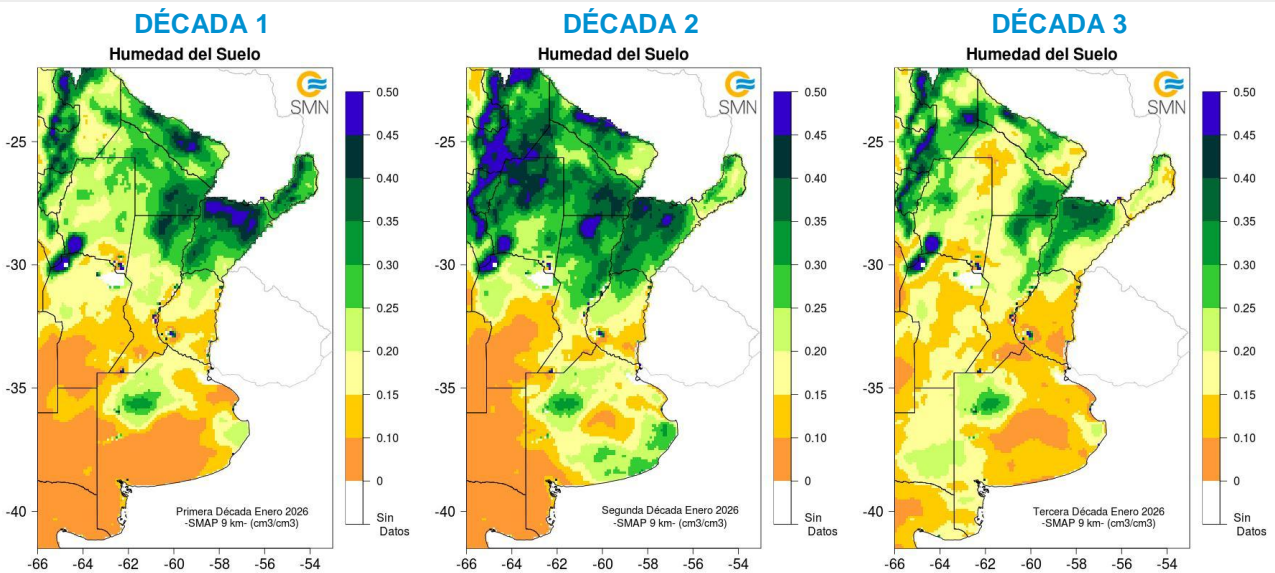 DÉCADA 1
Humedad del Suelo
SMN
0.50
0.45
0.40
0.35
0.30
0.25
0.20
0.15
0.10
0
Sin
Datos
-25
-30
-35
-40
Primera Década Enero 2026
-SMAP 9 km- (cm3/cm3)
-66 -64 -62 -60 -58 -56 -54
DÉCADA 2
Humedad del Suelo
SMN
0.50
0.45
0.40
0.35
0.30
0.25
0.20
0.15
0.10
0
Sin
Datos
-25
-30
-35
-40
Segunda Década Enero 2026
-SMAP 9 km- (cm3/cm3)
-66 -64 -62 -60 -58 -56 -54
DÉCADA 3
Humedad del Suelo
SMN
0.50
0.45
0.40
0.35
0.30
0.25
0.20
0.15
0.10
0
Sin
Datos
-25
-30
-35
-40
Tercera Década Enero 2026
-SMAP 9 km- (cm3/cm3)
-66 -64 -62 -60 -58 -56 -54